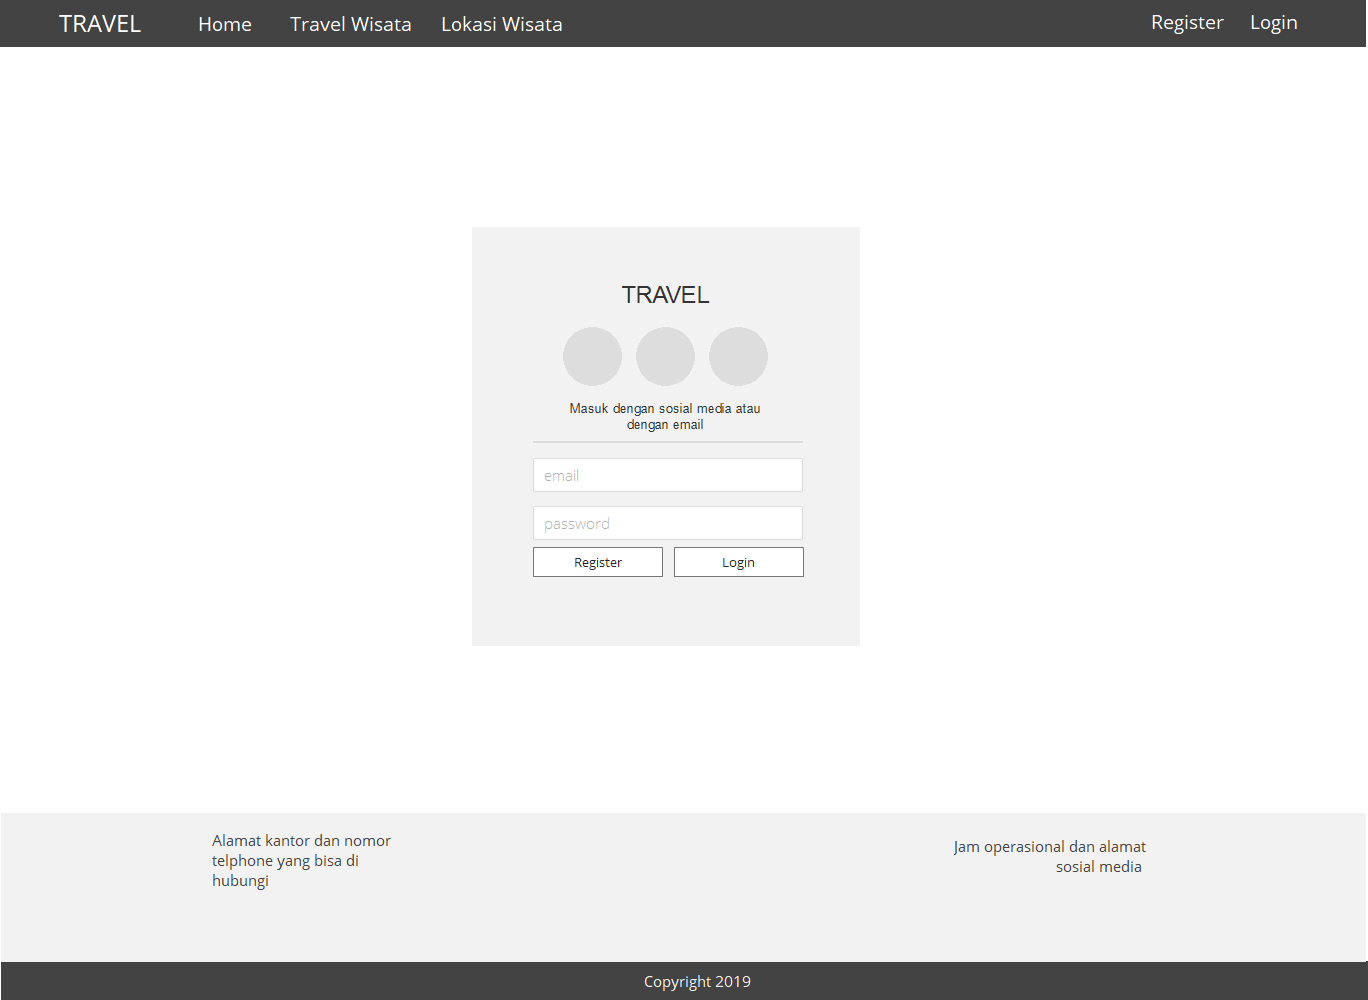 TRAVEL Home Travel Wisata Lokasi Wisata Register Login
TRAVEL
Masuk dengan sosial media atau
dengan email
email
password
Register Login
Alamat kantor dan nomor
telphone yang bisa di
hubungi
Jam operasional dan alamat
sosial media
Copyright 2019